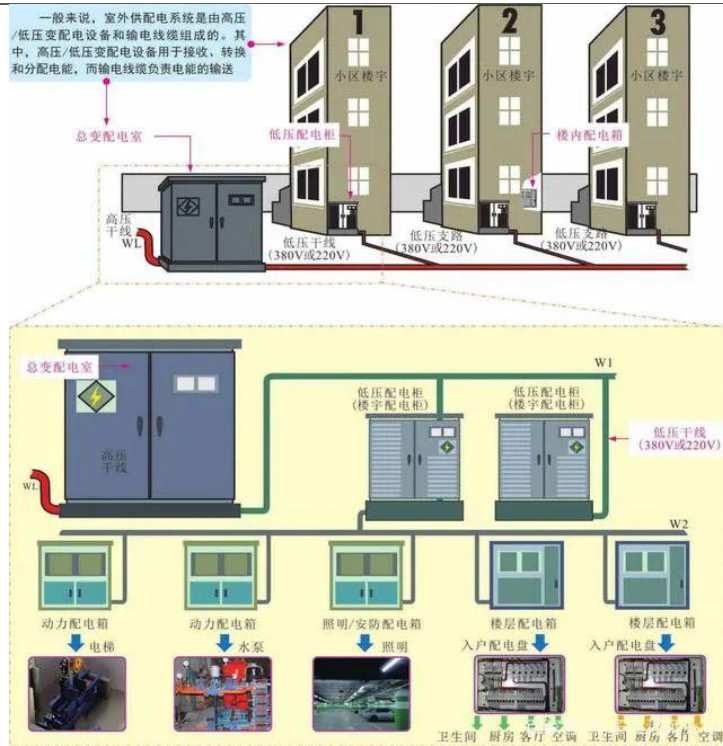 一般来说，室外供配电系统是由高压
/低压变配电设备和输电线缆组成的。其
中，高压/低压变配电设备用于接收、转换
和分配电能，而输电线缆负责电能的输送
1
2
3
小区楼宇
小区楼宇
小区楼宇
总变配电室
低压配电柜
楼内配电箱
高压
干线
WL
低压干线
(380V或220V)
低压支路
(380V或220V)
低压支路
(380V或220V)
总变配电室
W1
低压配电柜
(楼宇配电柜)
低压配电柜
(楼宇配电柜)
低压干线
(380V或220V)
高压
干线
WL
W2
动力配电箱
动力配电箱
照明/安防配电箱
楼层配电箱
楼层配电箱
电梯
水泵
照明
入户配电盘
入户配电盘
卫生间 厨房 客厅 空调
卫生间 厨房 客厅 空调